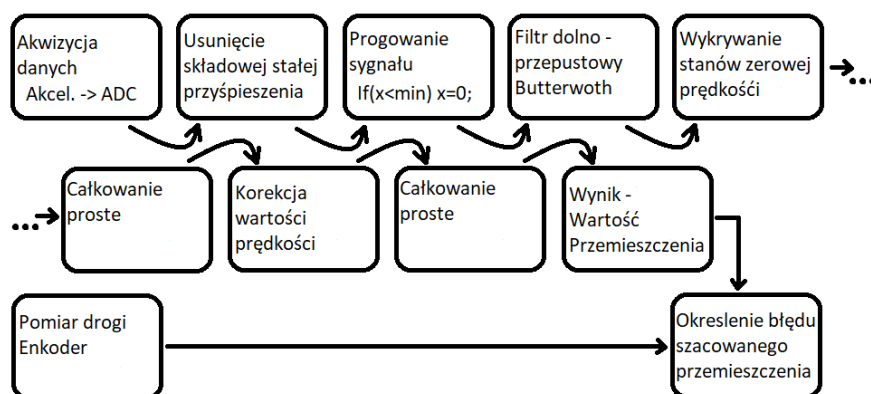 Akwizycja
danych
Akcel. -> ADC
Usunięcie
składowej stałej
przyśpieszenia
Progowanie
sygnału
If(x<min) x=0;
Filtr dolno -
przepustowy
Butterwoth
Wykrywanie
stanów zerowej
prędkośći
...
...
Całkowanie
proste
Korekcja
wartości
prędkości
Całkowanie
proste
Wynik -
Wartość
Przemieszczenia
Pomiar drogi
Enkoder
Okreslenie błędu
szacowanego
przemieszczenia